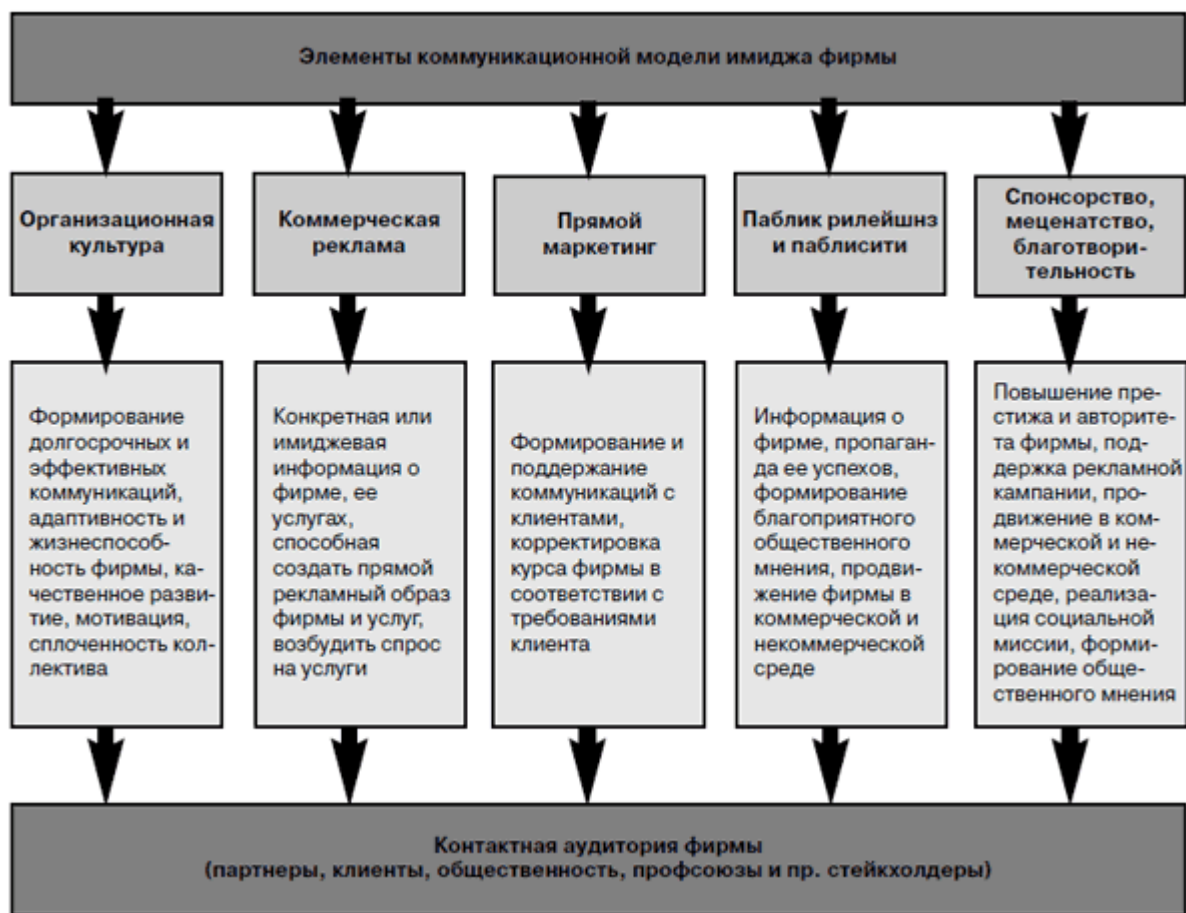 Элементы коммуникационной модели имиджа фирмы
Организационная
культура
Коммерческая
реклама
Прямой
маркетинг
Паблик рилейшнз
и паблисити
Спонсорство,
меценатство,
благотвори-
тельность
Формирование
долгосрочных и
эффективных
коммуникаций,
адаптивность и
жизнеспособ-
ность фирмы, ка-
чественное разви-
тие, мотивация,
сплоченность кол-
лектива
Конкретная или
имиджевая
информация о
фирме, ее
услугах,
способная
создать прямой
рекламный образ
фирмы и услуг,
возбудить спрос
на услуги
Формирование и
поддержание
коммуникаций с
клиентами,
корректировка
курса фирмы в
соответствии с
требованиями
клиента
Информация о
фирме, пропаган-
да ее успехов,
формирование
благоприятного
общественного
мнения, продви-
жение фирмы в
коммерческой и
некоммерческой
среде
Повышение пре-
стижа и авторите-
та фирмы, под-
держка рекламной
кампании, про-
движение в ком-
мерческой и не-
коммерческой
среде, реализа-
ция социальной
миссии, форми-
рование обще-
ственного мнения
Контактная аудитория фирмы
(партнеры, клиенты, общественность, профсоюзы и пр. стейкхолдеры)